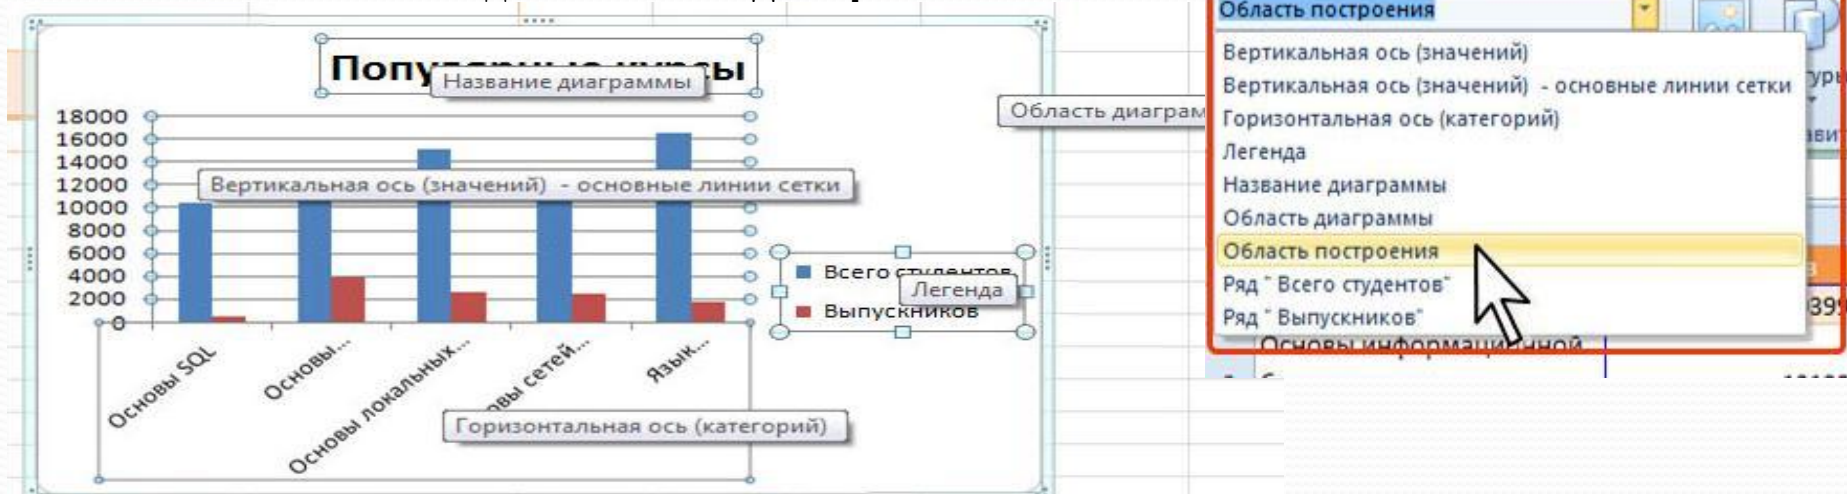 Популярные курсы
Название диаграммы
18000
16000
14000
12000
10000
8000
6000
4000
2000
0
Вертикальная ось (значений) - основные линии сетки
Область диаграм
Всего студентов
Легенда
Выпускников
Основы SQL
Основы...
Основы локальных...
сетей...
Язык...
Горизонтальная ось (категорий)
Область построения
Вертикальная ось (значений)
Вертикальная ось (значений) - основные линии сетки
Горизонтальная ось (категорий)
Легенда
Название диаграммы
Область диаграммы
Область построения
Ряд "Всего студентов"
Ряд "Выпускников"
Основы информационной